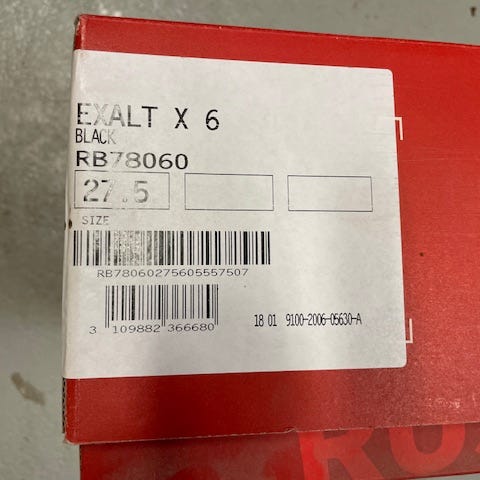 EXALT X 6
BLACK
RB78060
27.5
SIZE
RB78060275605557507
3 109882 366680
18 01 9100-2006-05630-A